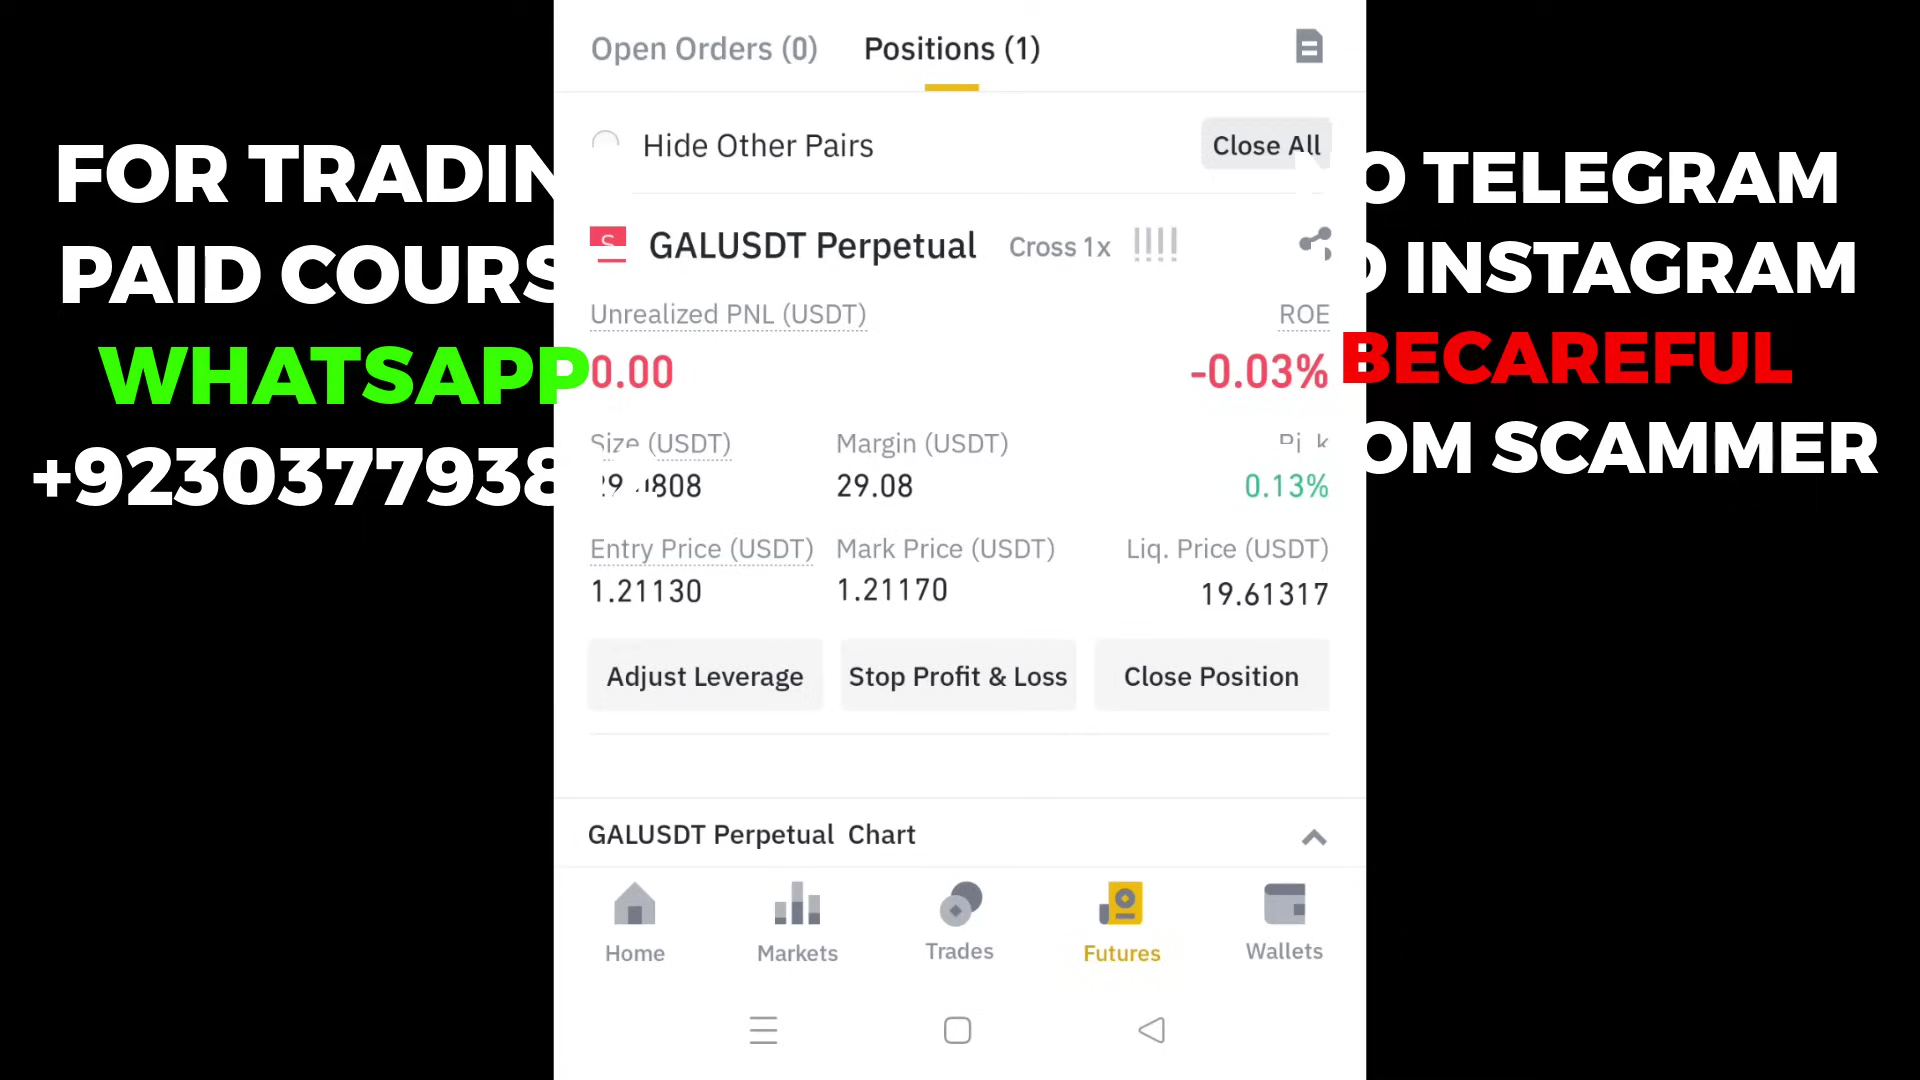 FOR TRADIN
PAID COURS
WHATSAPP
+9230377938
Open Orders (0) Positions (1)
Hide Other Pairs Close All
S GALUSDT Perpetual Cross 1x !!!!
Unrealized PNL (USDT) ROE
0.00 -0.03%
Size (USDT) Margin (USDT)
29.08 0.13%
Entry Price (USDT) Mark Price (USDT) Liq. Price (USDT)
1.21130 1.21170 19.61317
Adjust Leverage Stop Profit & Loss Close Position
GALUSDT Perpetual Chart
Home Markets Trades Futures Wallets
O TELEGRAM
O INSTAGRAM
BECAREFUL
OM SCAMMER